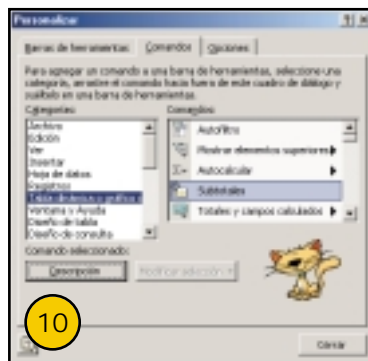 Personalizar
Barras de herramientas Comandos Opciones
Para agregar un comando a una barra de herramientas, seleccione una
categoría, arrastre el comando hacia fuera de este cuadro de diálogo y
suéltelo en una barra de herramientas.
Categorías: Comandos:
Archivo
Edición
Ver
Insertar
Hoja de datos
Registros
Tabla dinámica y gráfico d
Ventana y Ayuda
Diseño de tabla
Diseño de consulta
Autofiltro
Mostrar elementos superiores
Autocalcular
Subtotales
Totales y campos calculados
Comando seleccionado:
Descripción Modificar selección
10
Cerrar